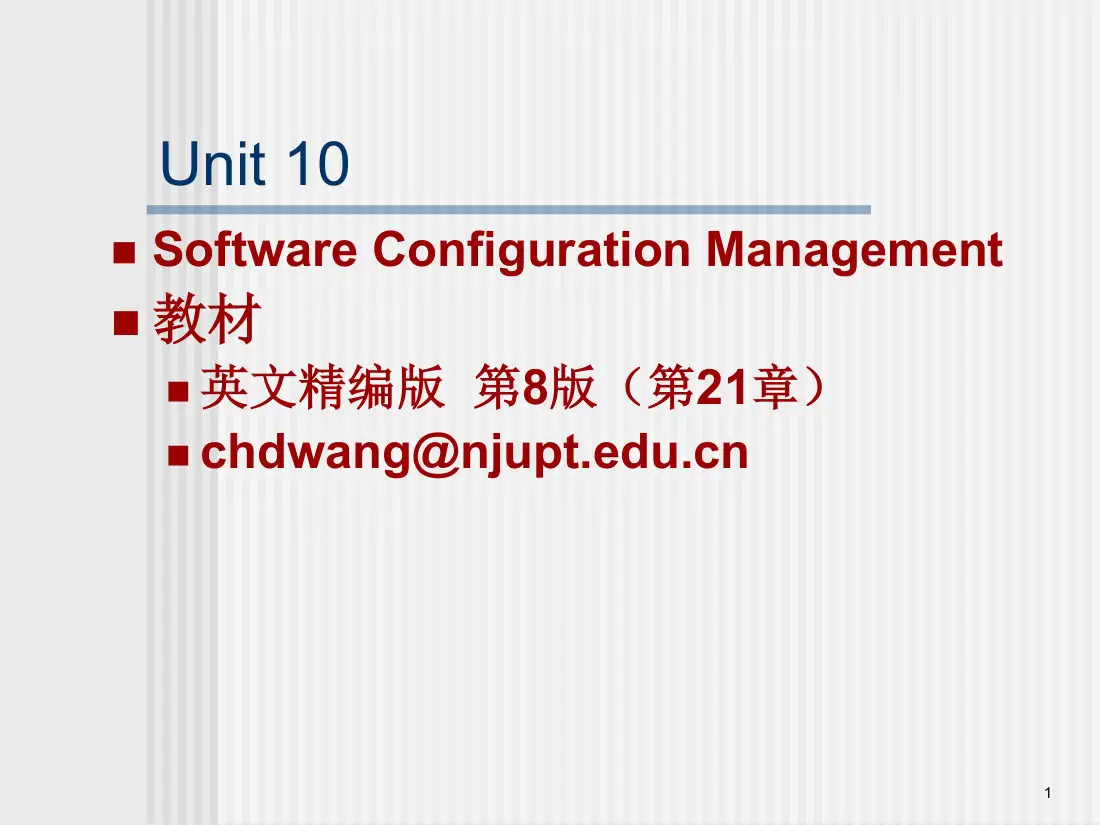 Unit 10
Software Configuration Management
教材
英文精编版 第8版（第21章）
chdwang@njupt.edu.cn
1